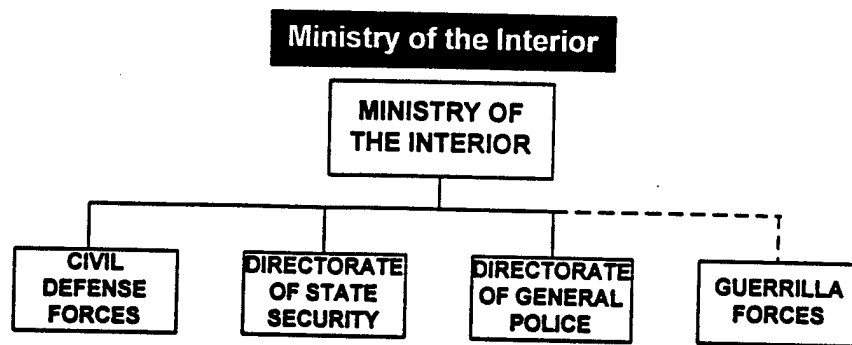 Ministry of the Interior
MINISTRY OF
THE INTERIOR
CIVIL
DEFENSE
FORCES
DIRECTORATE
OF STATE
SECURITY
DIRECTORATE
OF GENERAL
POLICE
GUERRILLA
FORCES